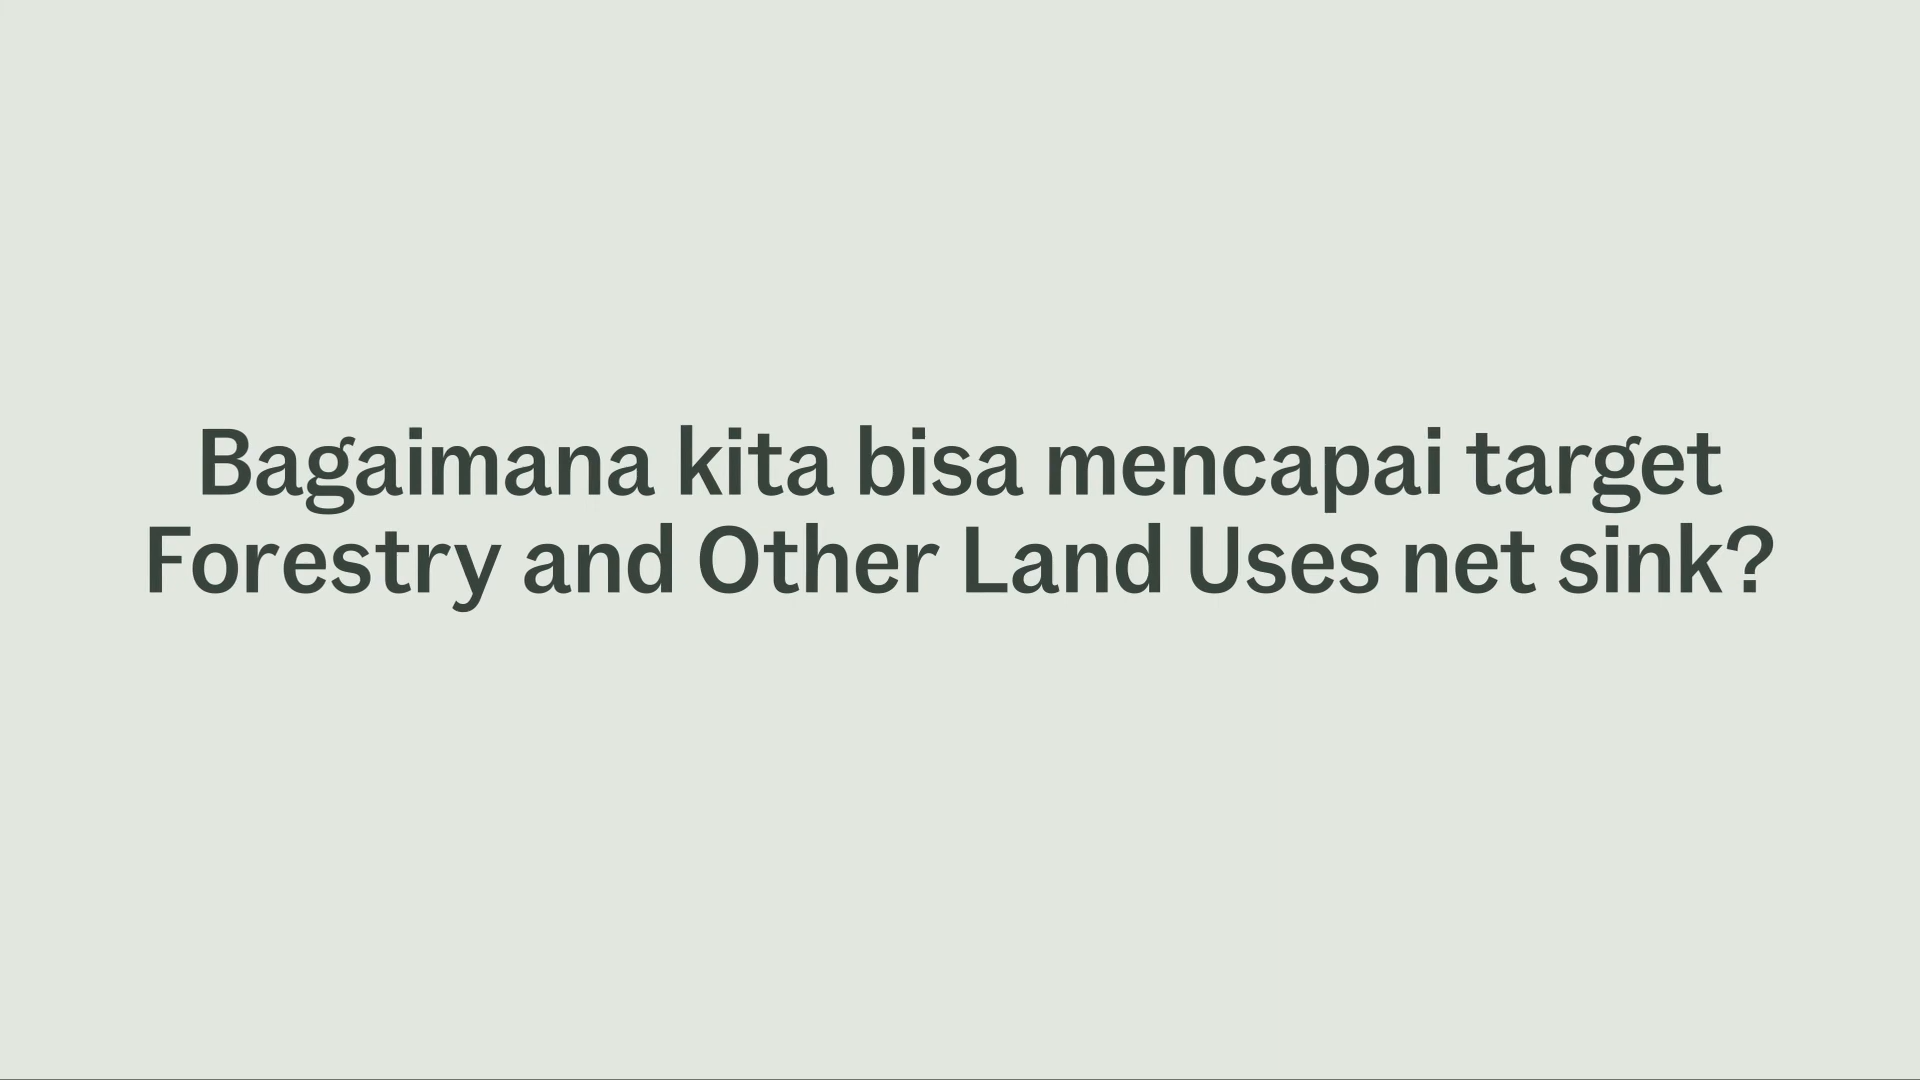 Bagaimana kita bisa mencapai target
Forestry and Other Land Uses net sink?